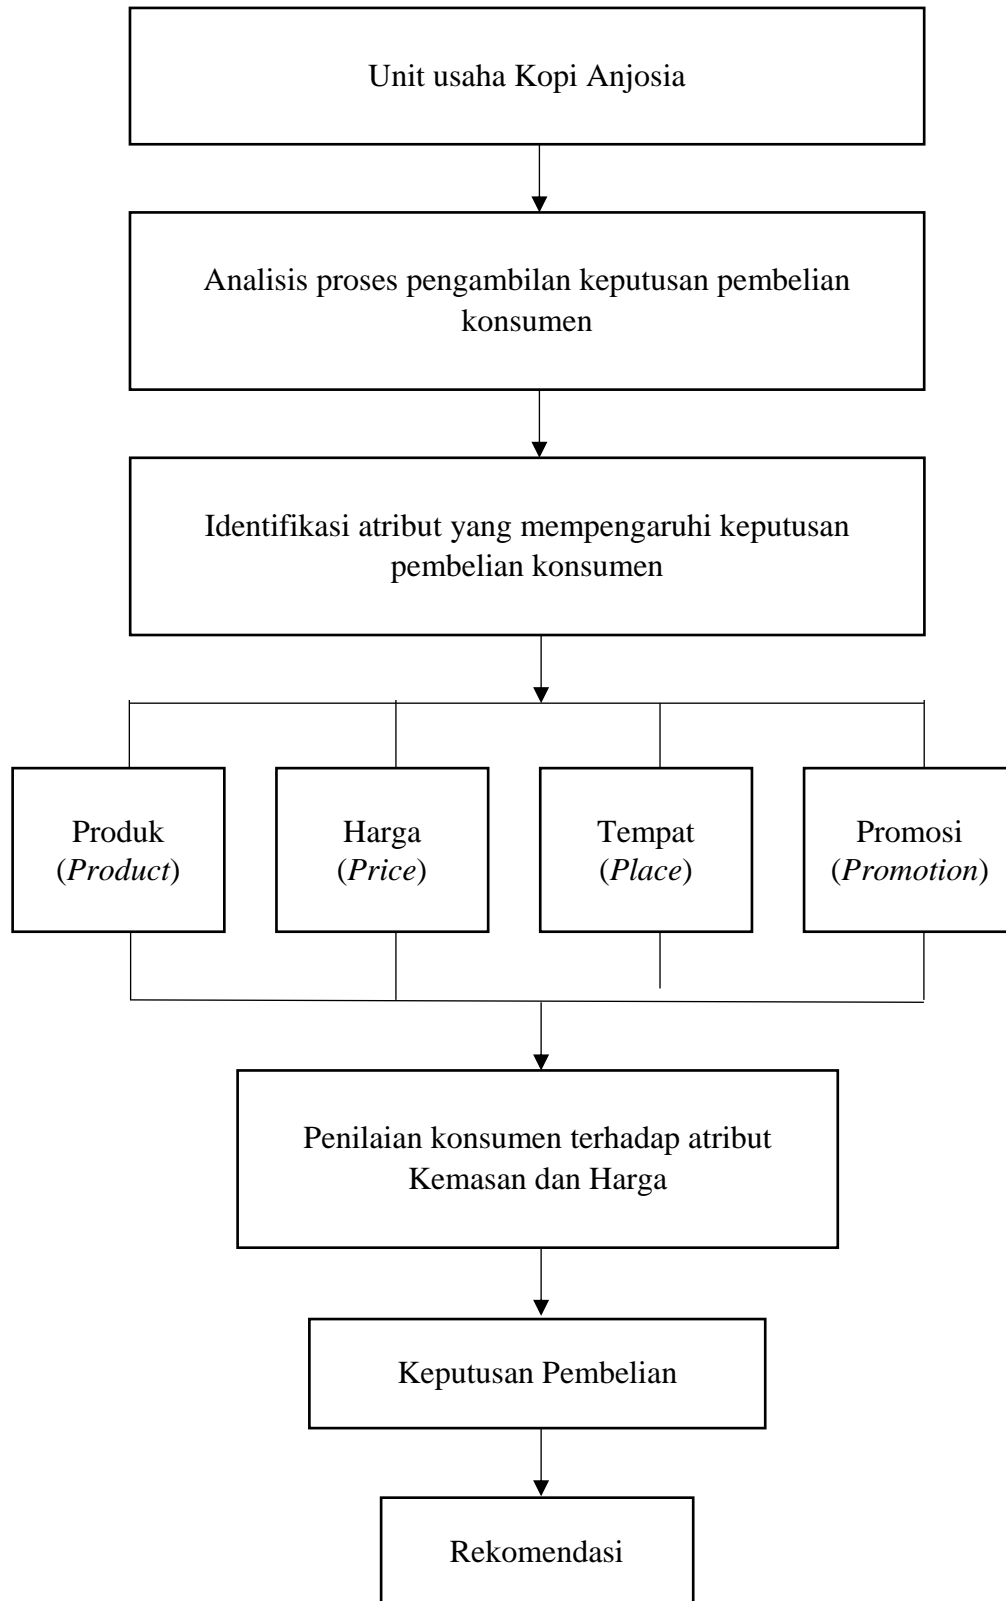 Unit usaha Kopi Anjosia
Analisis proses pengambilan keputusan pembelian
konsumen
Identifikasi atribut yang mempengaruhi keputusan
pembelian konsumen
Produk
(Product)
Harga
(Price)
Tempat
(Place)
Promosi
(Promotion)
Penilaian konsumen terhadap atribut
Kemasan dan Harga
Keputusan Pembelian
Rekomendasi